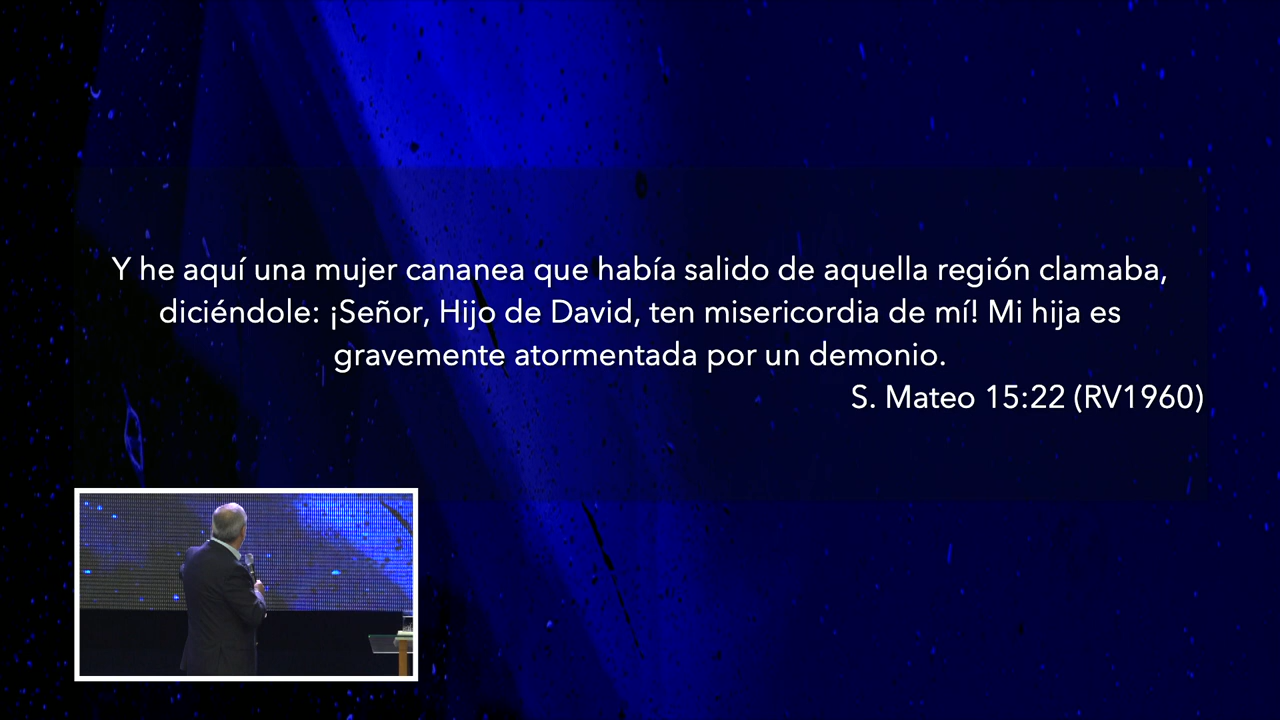 Y he aquí una mujer cananea que había salido de aquella región clamaba,
diciéndole: ¡Señor, Hijo de David, ten misericordia de mí! Mi hija es
gravemente atormentada por un demonio.
S. Mateo 15:22 (RV1960)